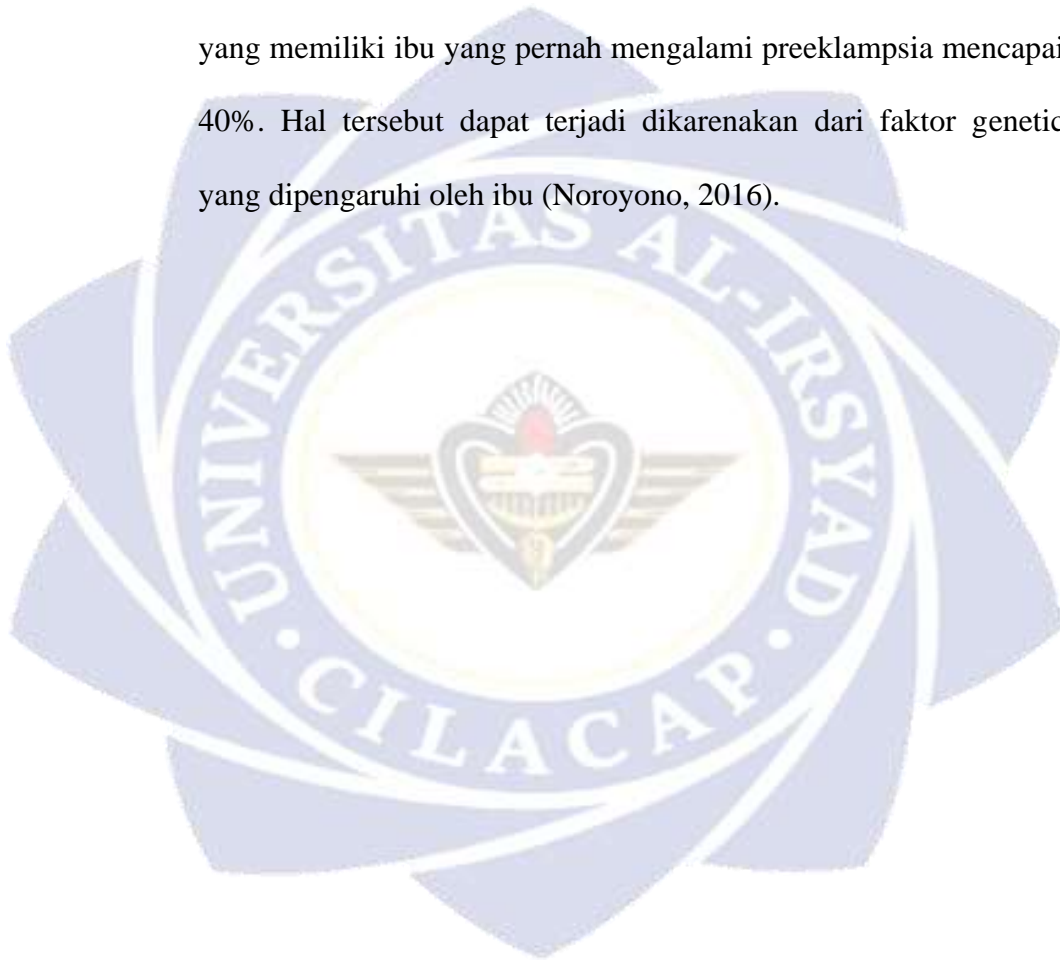 yang memiliki ibu yang pernah mengalami preeklampsia mencapai
40%. Hal tersebut dapat terjadi dikarenakan dari faktor genetic
yang dipengaruhi oleh ibu (Noroyono, 2016).
UNIVERSITAS AL-IRSYAD
• CILACAP •